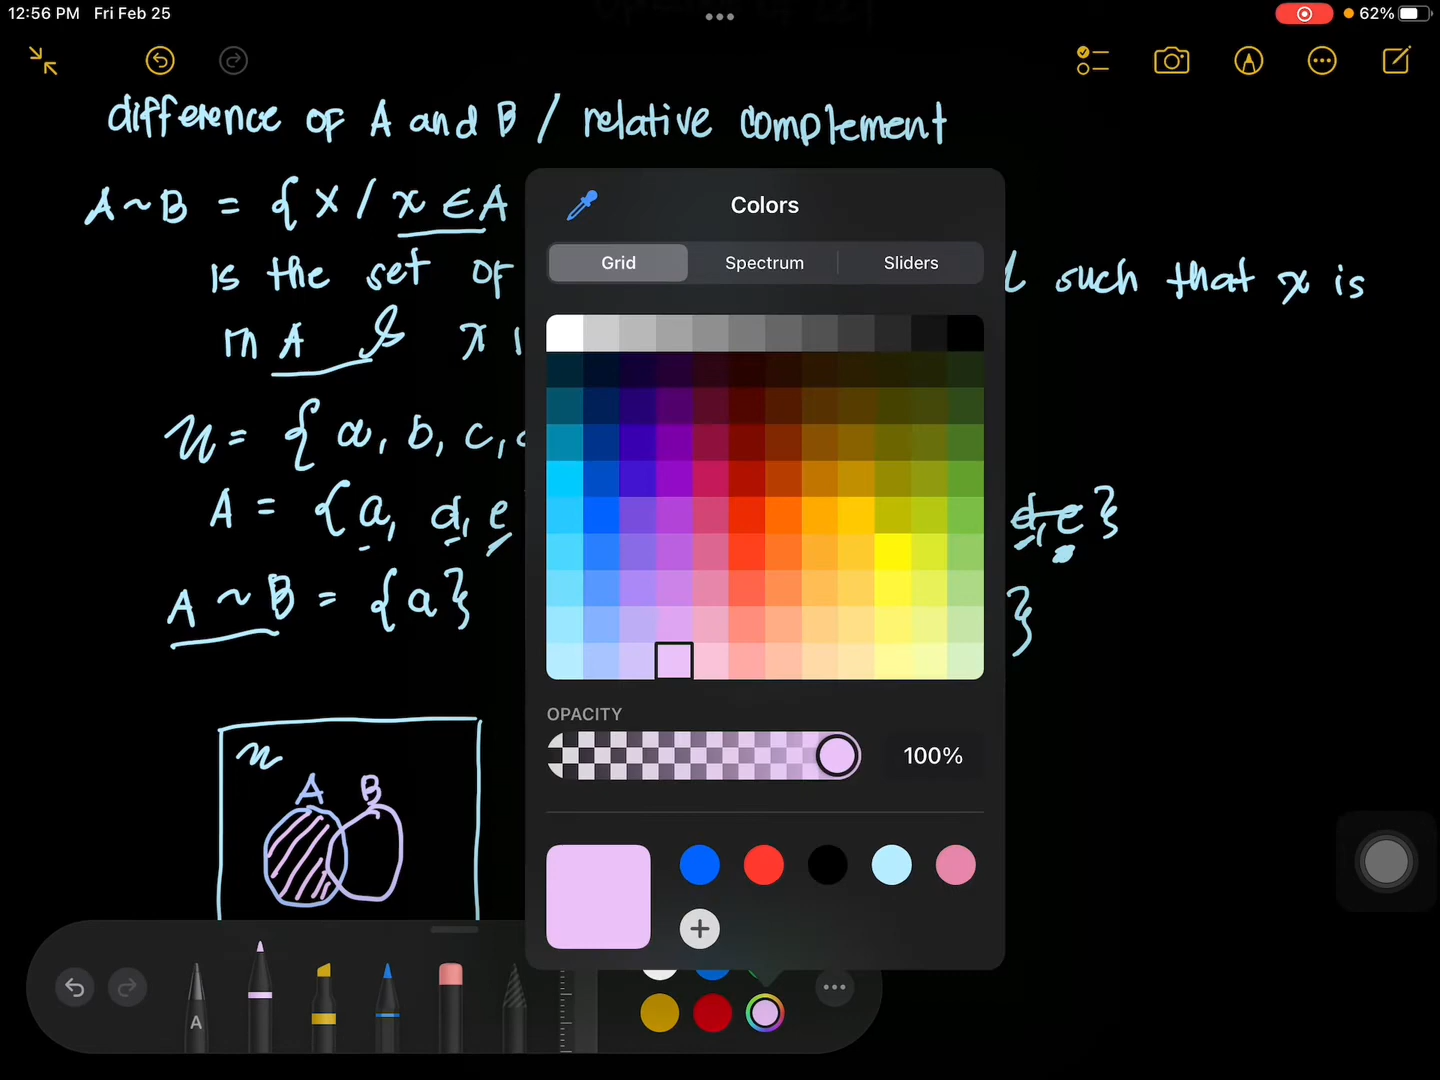 12:56 PM Fri Feb 25
62%
difference of A and B / relative complement
A ~ B = { x / x ∈ A
is the set of such that x is
in A & x
U = { a, b, c,
A = { a, d, e d, e }
A ~ B = { a } }
U
A B
Colors
Grid Spectrum Sliders
OPACITY
100%
A